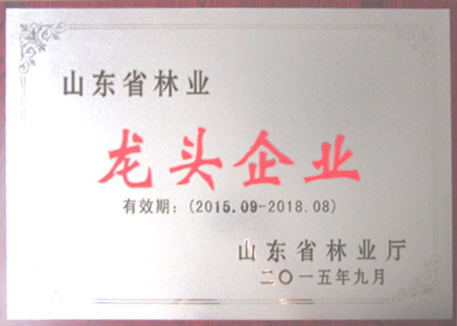 山东省林业
龙头企业
有效期：(2015.09-2018.08)
山东省林业厅
二〇一五年九月